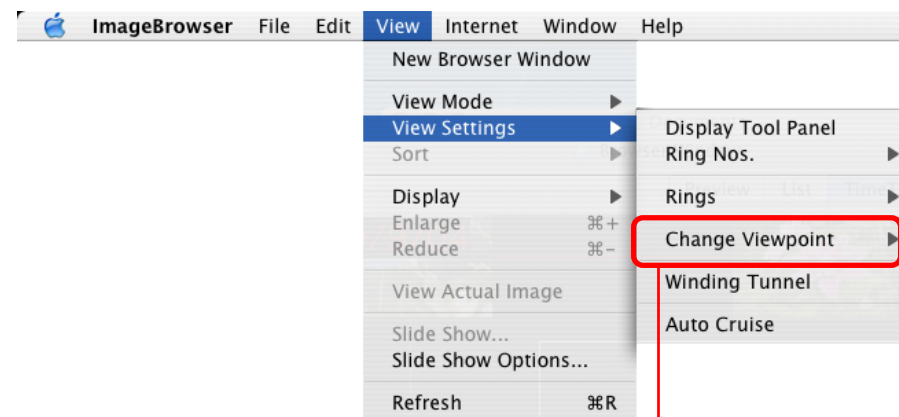 ImageBrowser File Edit View Internet Window Help
New Browser Window
View Mode
View Settings
Sort
Display
Enlarge ⌘+
Reduce ⌘-
View Actual Image
Slide Show...
Slide Show Options...
Refresh ⌘R
Display Tool Panel
Ring Nos.
Rings
Change Viewpoint
Winding Tunnel
Auto Cruise